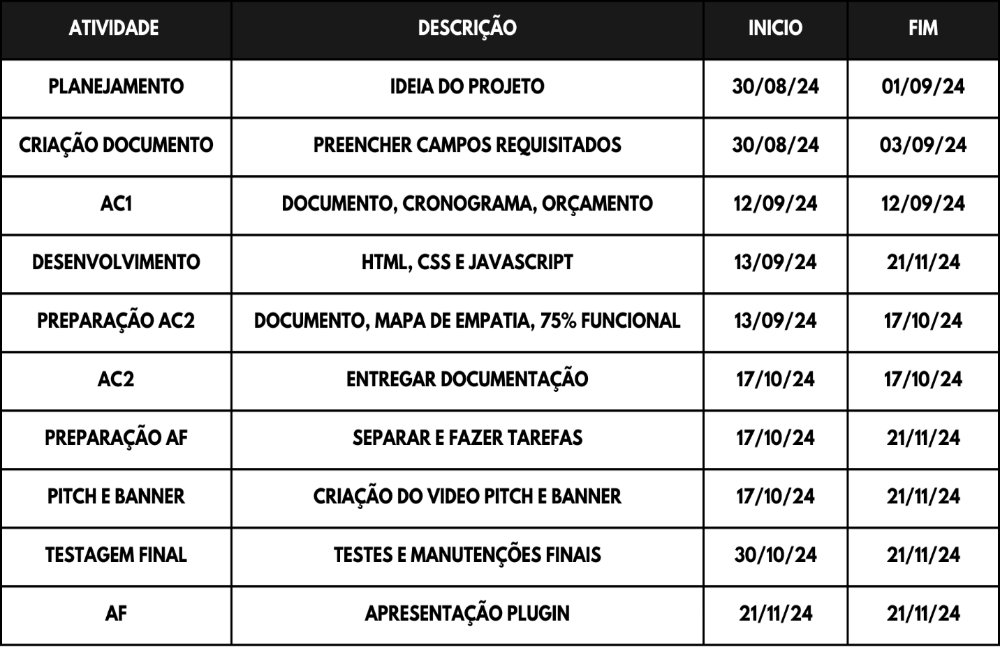 ATIVIDADE DESCRIÇÃO INICIO FIM
PLANEJAMENTO IDEIA DO PROJETO 30/08/24 01/09/24
CRIAÇÃO DOCUMENTO PREENCHER CAMPOS REQUISITADOS 30/08/24 03/09/24
AC1 DOCUMENTO, CRONOGRAMA, ORÇAMENTO 12/09/24 12/09/24
DESENVOLVIMENTO HTML, CSS E JAVASCRIPT 13/09/24 21/11/24
PREPARAÇÃO AC2 DOCUMENTO, MAPA DE EMPATIA, 75% FUNCIONAL 13/09/24 17/10/24
AC2 ENTREGAR DOCUMENTAÇÃO 17/10/24 17/10/24
PREPARAÇÃO AF SEPARAR E FAZER TAREFAS 17/10/24 21/11/24
PITCH E BANNER CRIAÇÃO DO VIDEO PITCH E BANNER 17/10/24 21/11/24
TESTAGEM FINAL TESTES E MANUTENÇÕES FINAIS 30/10/24 21/11/24
AF APRESENTAÇÃO PLUGIN 21/11/24 21/11/24